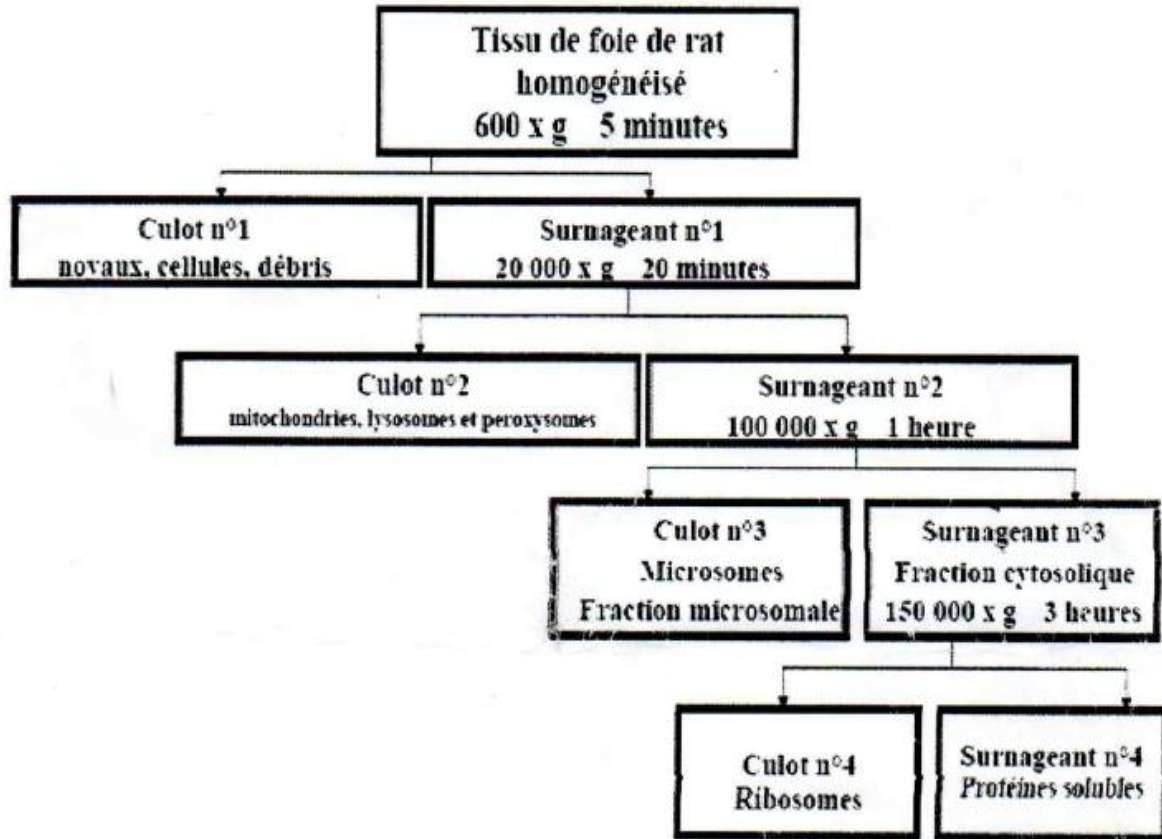 Tissu de foie de rat
homogénéisé
600 x g 5 minutes
Culot n°1
novaux, cellules, débris
Surnageant n°1
20 000 x g 20 minutes
Culot n°2
mitochondries, lysosomes et peroxysomes
Surnageant n°2
100 000 x g 1 heure
Culot n°3
Microsomes
Fraction microsomale
Surnageant n°3
Fraction cytosolique
150 000 x g 3 heures
Culot n°4
Ribosomes
Surnageant n°4
Protéines solubles